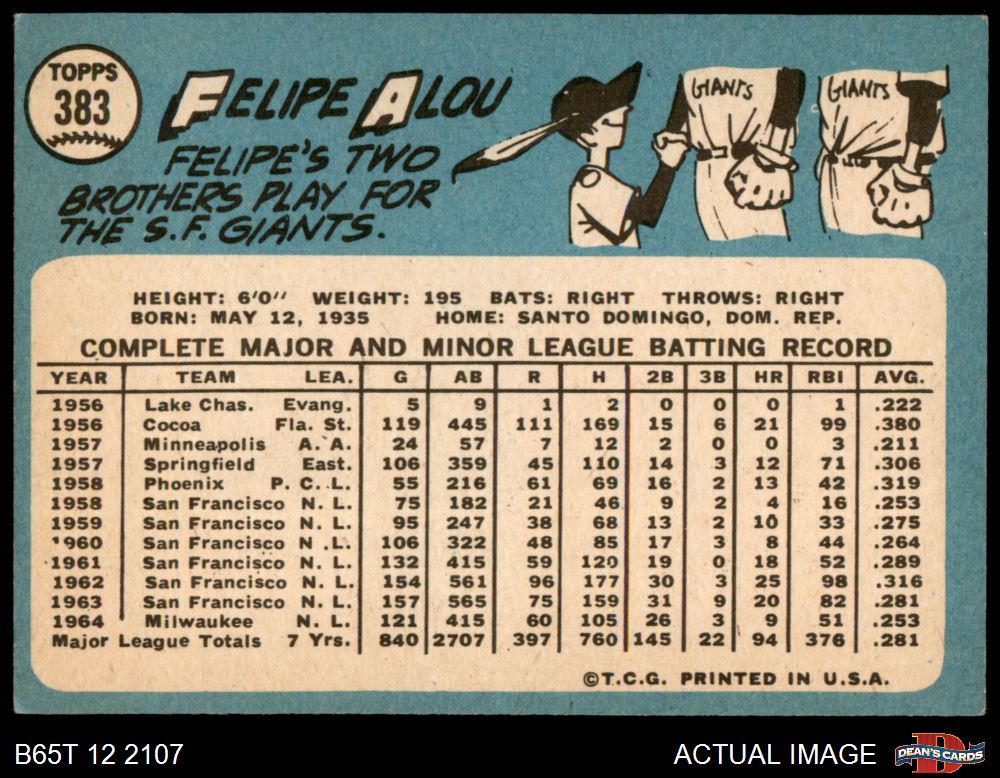 TOPPS
383
FELIPE ALOU
FELIPE'S TWO
BROTHERS PLAY FOR
THE S.F. GIANTS.
GIANTS GIANTS
HEIGHT: 6'0" WEIGHT: 195 BATS: RIGHT THROWS: RIGHT
BORN: MAY 12, 1935 HOME: SANTO DOMINGO, DOM. REP.
COMPLETE MAJOR AND MINOR LEAGUE BATTING RECORD
YEAR TEAM LEA. G AB R H 2B 3B HR RBI AVG.
1956 Lake Chas. Evang. 5 9 1 2 0 0 0 1 .222
1956 Cocoa Fla. St. 119 445 111 169 15 6 21 99 .380
1957 Minneapolis A. A. 24 57 7 12 2 0 0 3 .211
1957 Springfield East. 106 359 45 110 14 3 12 71 .306
1958 Phoenix P. C. L. 55 216 61 69 16 2 13 42 .319
1958 San Francisco N. L. 75 182 21 46 9 2 4 16 .253
1959 San Francisco N. L. 95 247 38 68 13 2 10 33 .275
1960 San Francisco N .L. 106 322 48 85 17 3 8 44 .264
1961 San Francisco N. L. 132 415 59 120 19 0 18 52 .289
1962 San Francisco N. L. 154 561 96 177 30 3 25 98 .316
1963 San Francisco N. L. 157 565 75 159 31 9 20 82 .281
1964 Milwaukee N. L. 121 415 60 105 26 3 9 51 .253
Major League Totals 7 Yrs. 840 2707 397 760 145 22 94 376 .281
©T.C.G. PRINTED IN U.S.A.
B65T 12 2107 ACTUAL IMAGE
D
DEAN'S CARDS